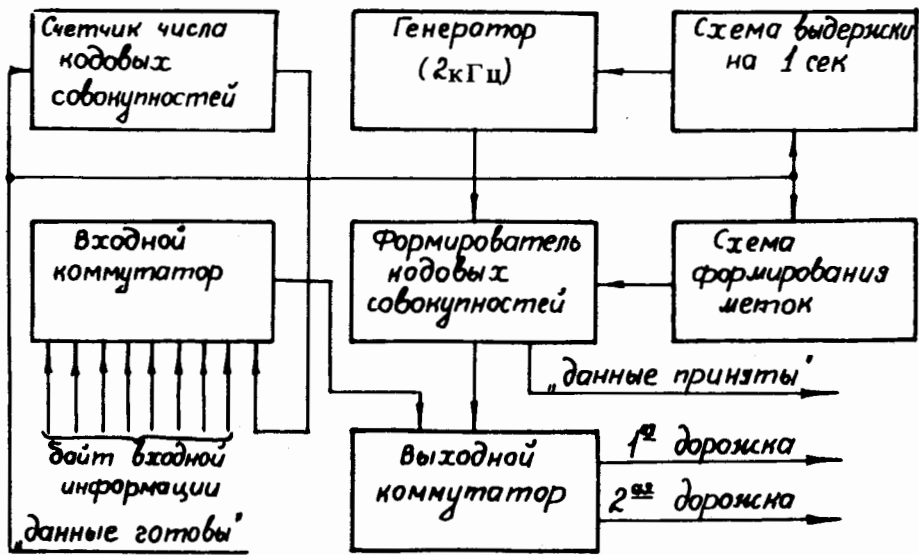 Счетчик числа
кодовых
совокупностей
Генератор
(2кГц)
Схема выдержки
на 1 сек
Входной
коммутатор
Формирователь
кодовых
совокупностей
Схема
формирования
меток
„данные приняты"
байт входной
информации
Выходной
коммутатор
1ая дорожка
2ая дорожка
„данные готовы"